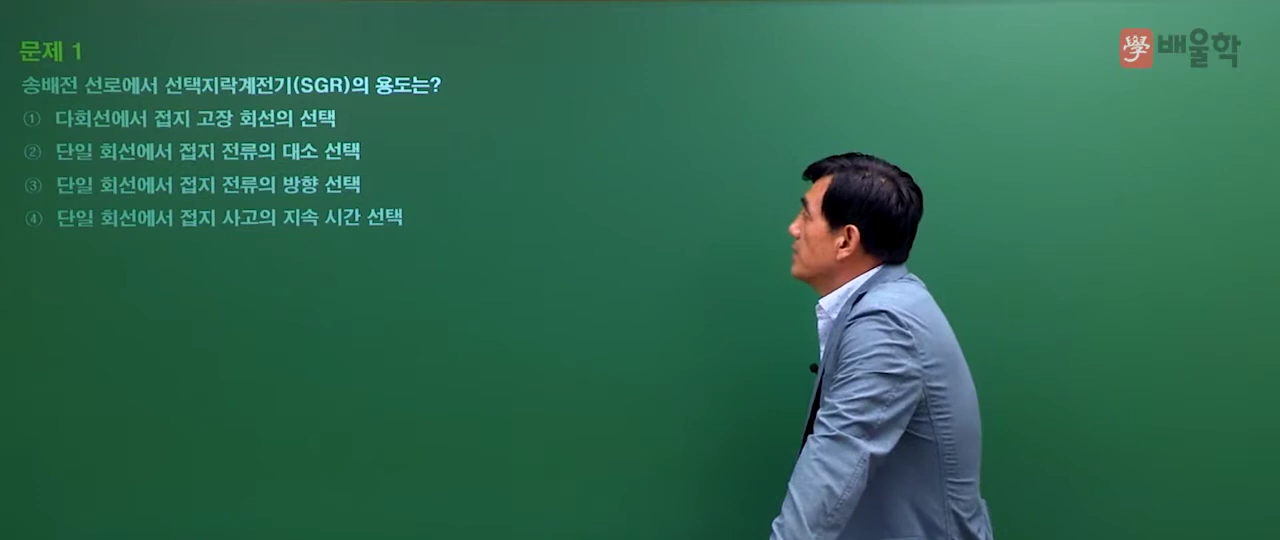 문제 1
송배전 선로에서 선택지락계전기(SGR)의 용도는?
① 다회선에서 접지 고장 회선의 선택
② 단일 회선에서 접지 전류의 대소 선택
③ 단일 회선에서 접지 전류의 방향 선택
④ 단일 회선에서 접지 사고의 지속 시간 선택
學 배울학